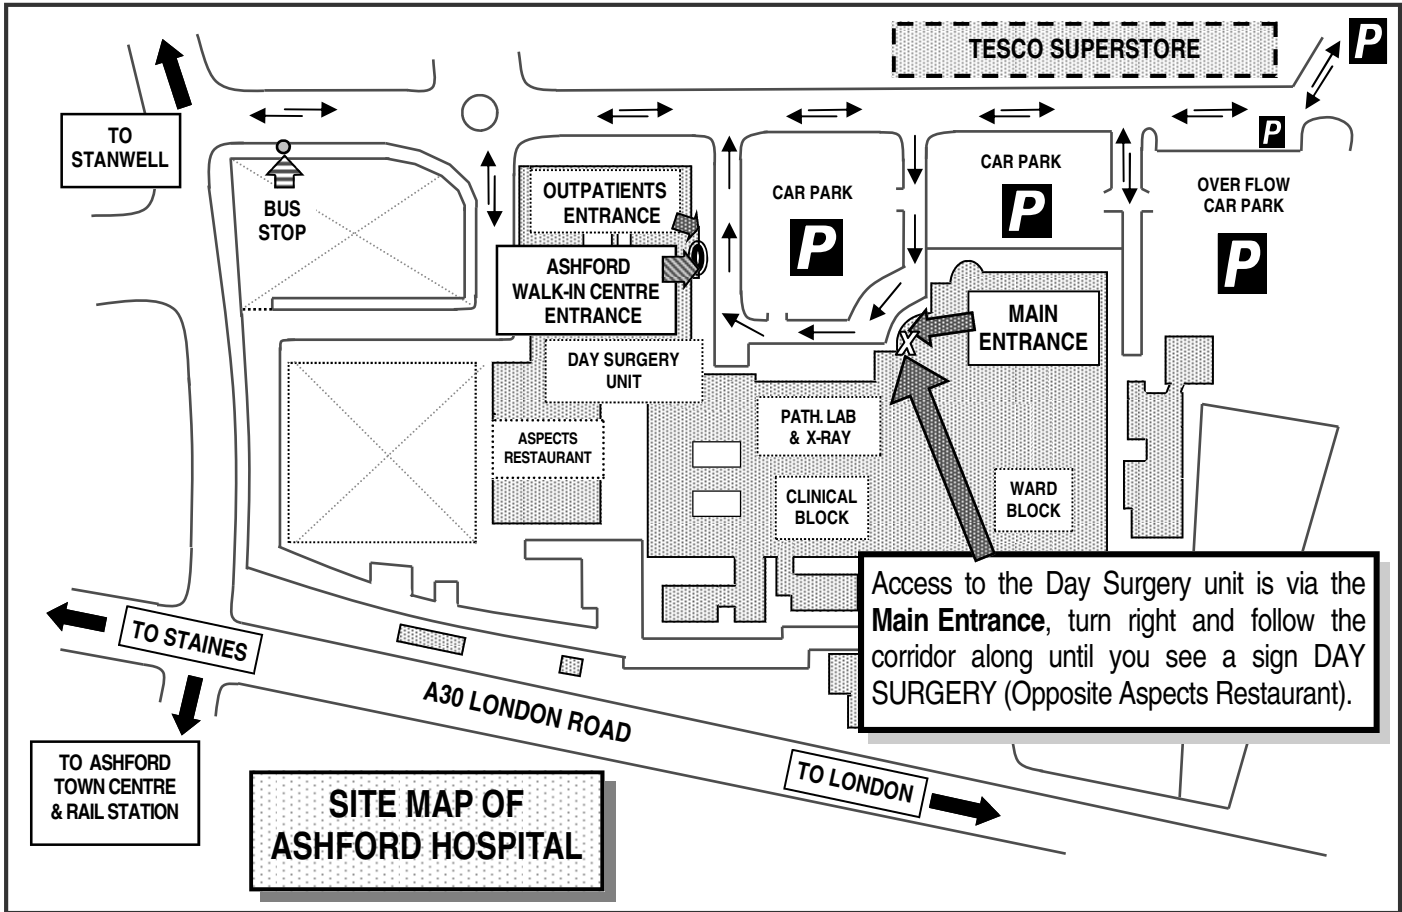 TESCO SUPERSTORE
P
TO
STANWELL
P
BUS
STOP
OUTPATIENTS
ENTRANCE
CAR PARK
P
CAR PARK
P
OVER FLOW
CAR PARK
P
ASHFORD
WALK-IN CENTRE
ENTRANCE
MAIN
ENTRANCE
X
DAY SURGERY
UNIT
PATH. LAB
& X-RAY
ASPECTS
RESTAURANT
CLINICAL
BLOCK
WARD
BLOCK
Access to the Day Surgery unit is via the
Main Entrance, turn right and follow the
corridor along until you see a sign DAY
SURGERY (Opposite Aspects Restaurant).
TO STAINES
A30 LONDON ROAD
TO ASHFORD
TOWN CENTRE
& RAIL STATION
TO LONDON
SITE MAP OF
ASHFORD HOSPITAL